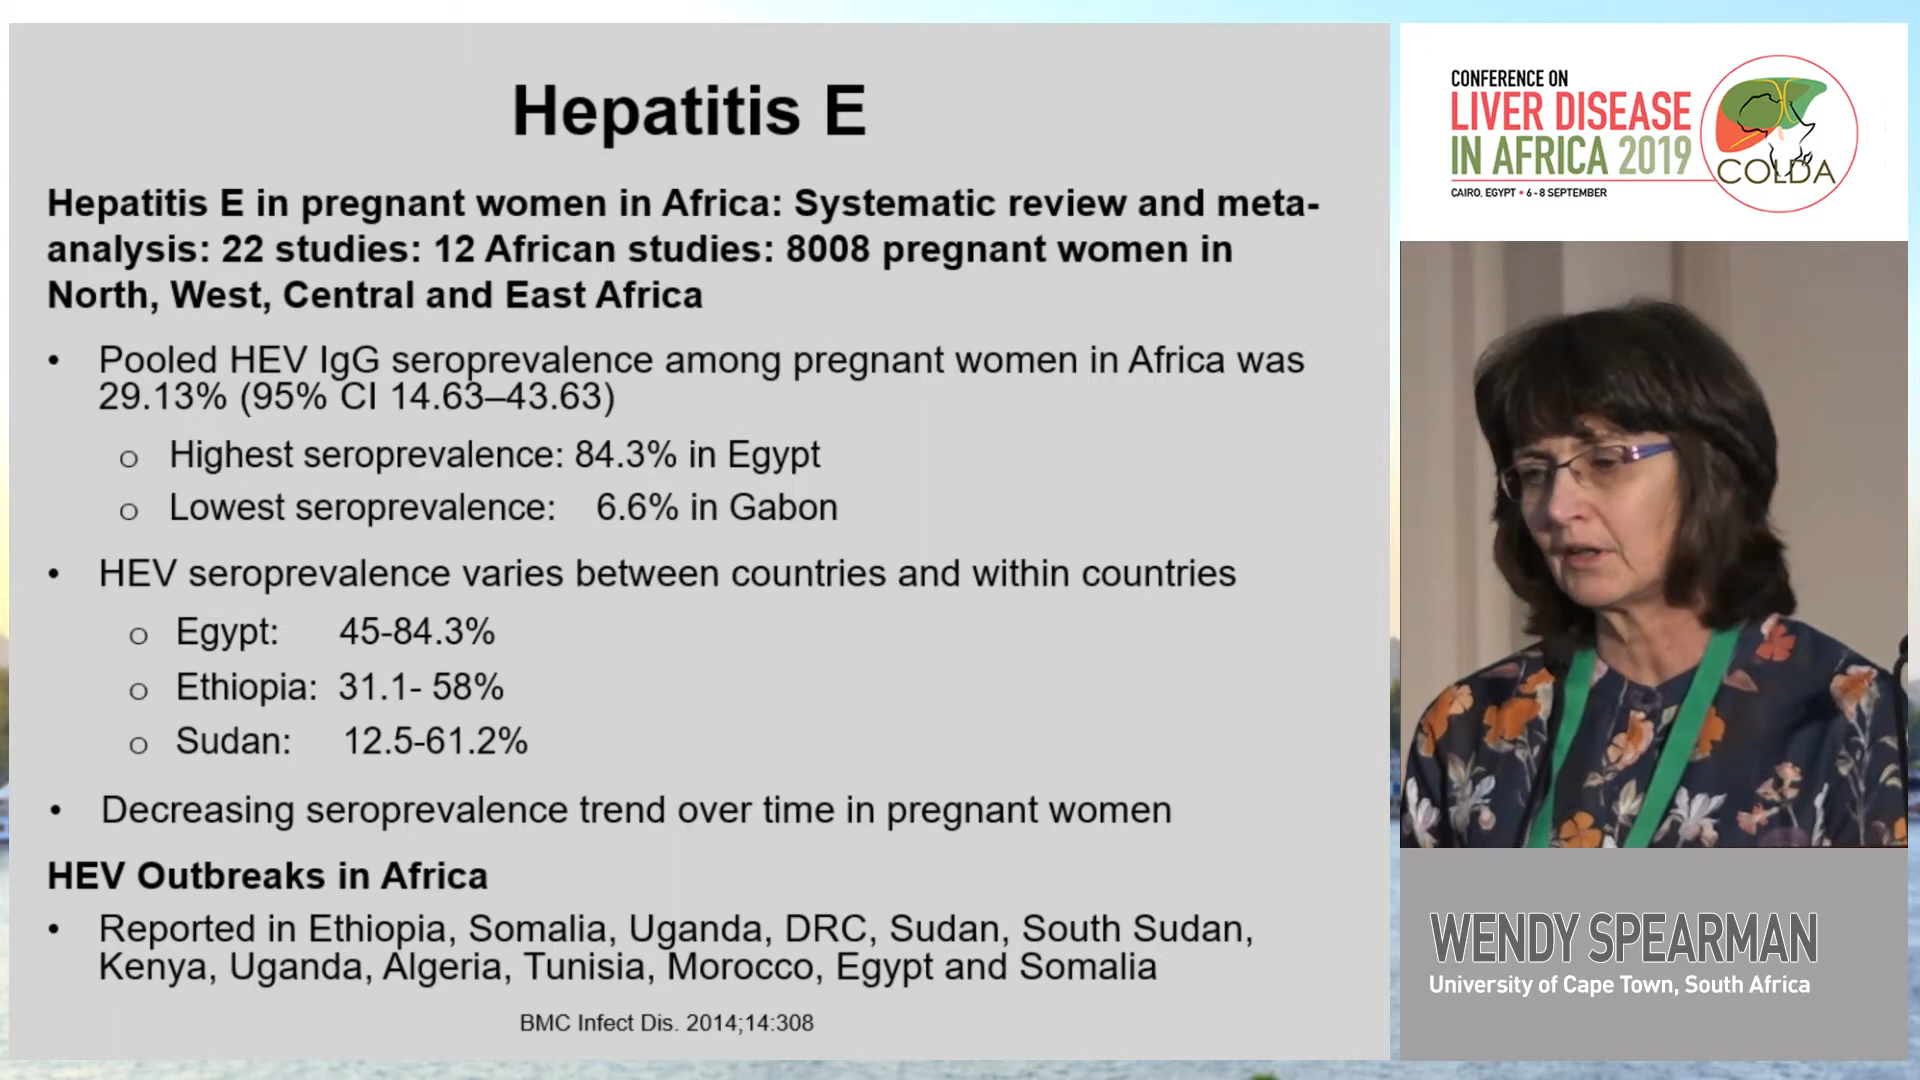 Hepatitis E
Hepatitis E in pregnant women in Africa: Systematic review and meta-
analysis: 22 studies: 12 African studies: 8008 pregnant women in
North, West, Central and East Africa
• Pooled HEV IgG seroprevalence among pregnant women in Africa was
29.13% (95% CI 14.63–43.63)
o Highest seroprevalence: 84.3% in Egypt
o Lowest seroprevalence: 6.6% in Gabon
• HEV seroprevalence varies between countries and within countries
o Egypt: 45-84.3%
o Ethiopia: 31.1- 58%
o Sudan: 12.5-61.2%
• Decreasing seroprevalence trend over time in pregnant women
HEV Outbreaks in Africa
• Reported in Ethiopia, Somalia, Uganda, DRC, Sudan, South Sudan,
Kenya, Uganda, Algeria, Tunisia, Morocco, Egypt and Somalia
BMC Infect Dis. 2014;14:308
CONFERENCE ON
LIVER DISEASE
IN AFRICA 2019
CAIRO, EGYPT • 6 - 8 SEPTEMBER
COLDA
WENDY SPEARMAN
University of Cape Town, South Africa